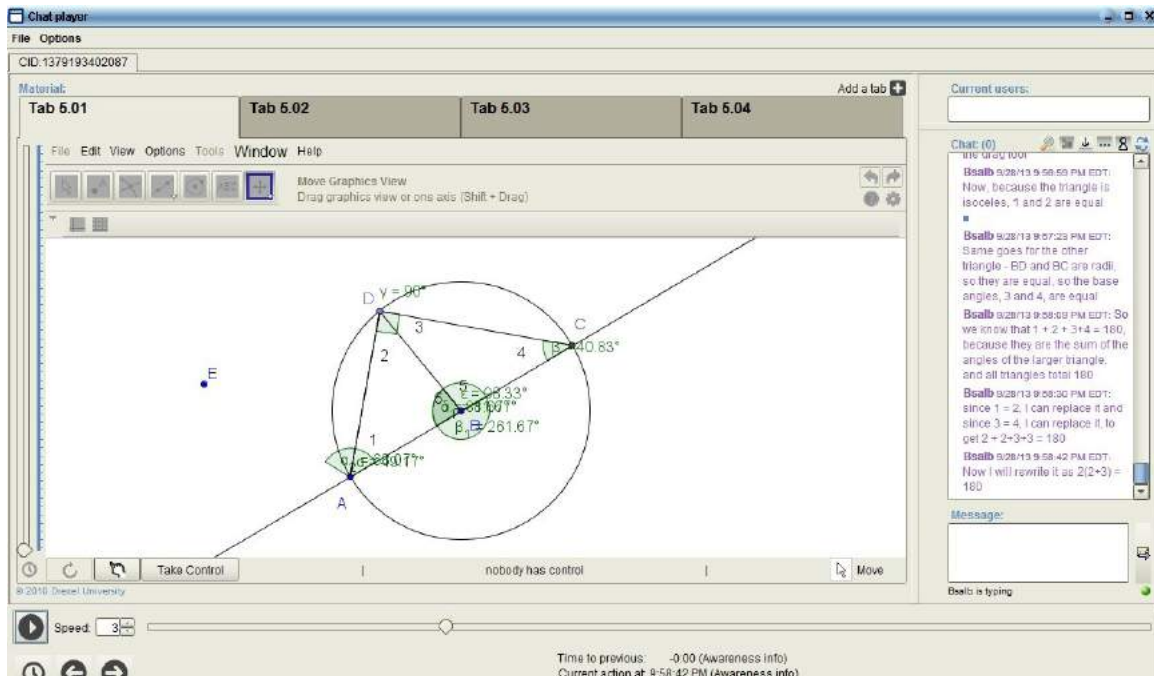 Chat player
File Options
CID:1379193402087
Material:
Add a tab
Tab 5.01 Tab 5.02 Tab 5.03 Tab 5.04
File Edit View Options Tools Window Help
Move Graphics View
Drag graphics view or one axis (Shift + Drag)
γ = 90°
D
3
C
4
β = 40.83°
2
E
5
6
ε = 98.33°
B
β₁ = 261.67°
1
A
Take Control
nobody has control
Move
© 2010 Drexel University
Current users:
Chat: (0)
the drag tool
Bsalb 9/28/13 9:56:59 PM EDT:
Now, because the triangle is
isoceles, 1 and 2 are equal
Bsalb 9/28/13 9:57:23 PM EDT:
Same goes for the other
triangle - BD and BC are radii,
so they are equal, so the base
angles, 3 and 4, are equal
Bsalb 9/28/13 9:58:09 PM EDT: So
we know that 1 + 2 + 3+4 = 180,
because they are the sum of the
angles of the larger triangle,
and all triangles total 180
Bsalb 9/28/13 9:58:30 PM EDT:
since 1 = 2, I can replace it and
since 3 = 4, I can replace it, to
get 2 + 2+3+3 = 180
Bsalb 9/28/13 9:58:42 PM EDT:
Now I will rewrite it as 2(2+3) =
180
Message:
Bsalb is typing
Speed: 3
Time to previous: -0:00 (Awareness info)
Current action at: 9:58:42 PM (Awareness info)